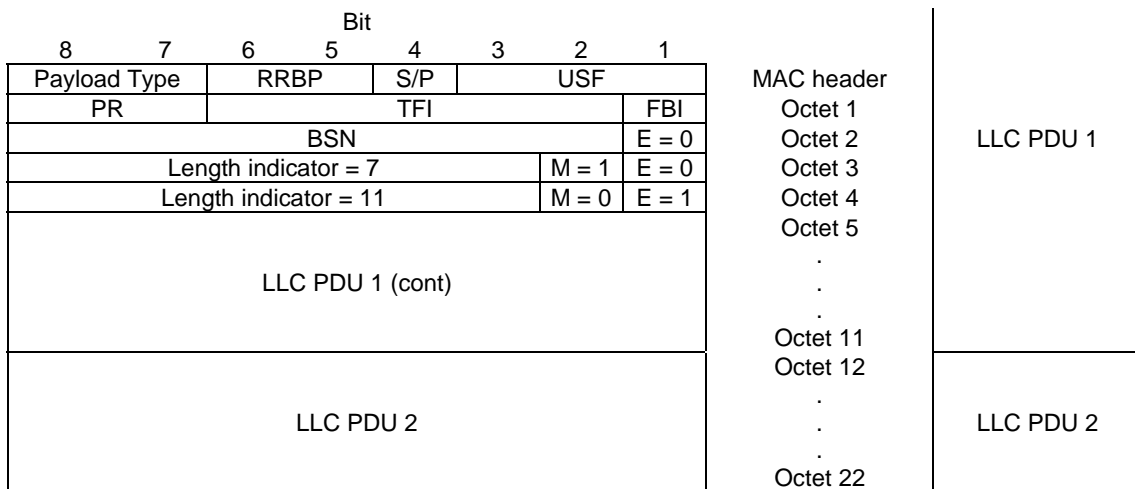 Bit
8 7 6 5 4 3 2 1
Payload Type RRBP S/P USF MAC header
PR TFI FBI Octet 1
BSN E = 0 Octet 2 LLC PDU 1
Length indicator = 7 M = 1 E = 0 Octet 3
Length indicator = 11 M = 0 E = 1 Octet 4
Octet 5
.
LLC PDU 1 (cont) .
.
Octet 11
Octet 12
.
LLC PDU 2 . LLC PDU 2
.
Octet 22